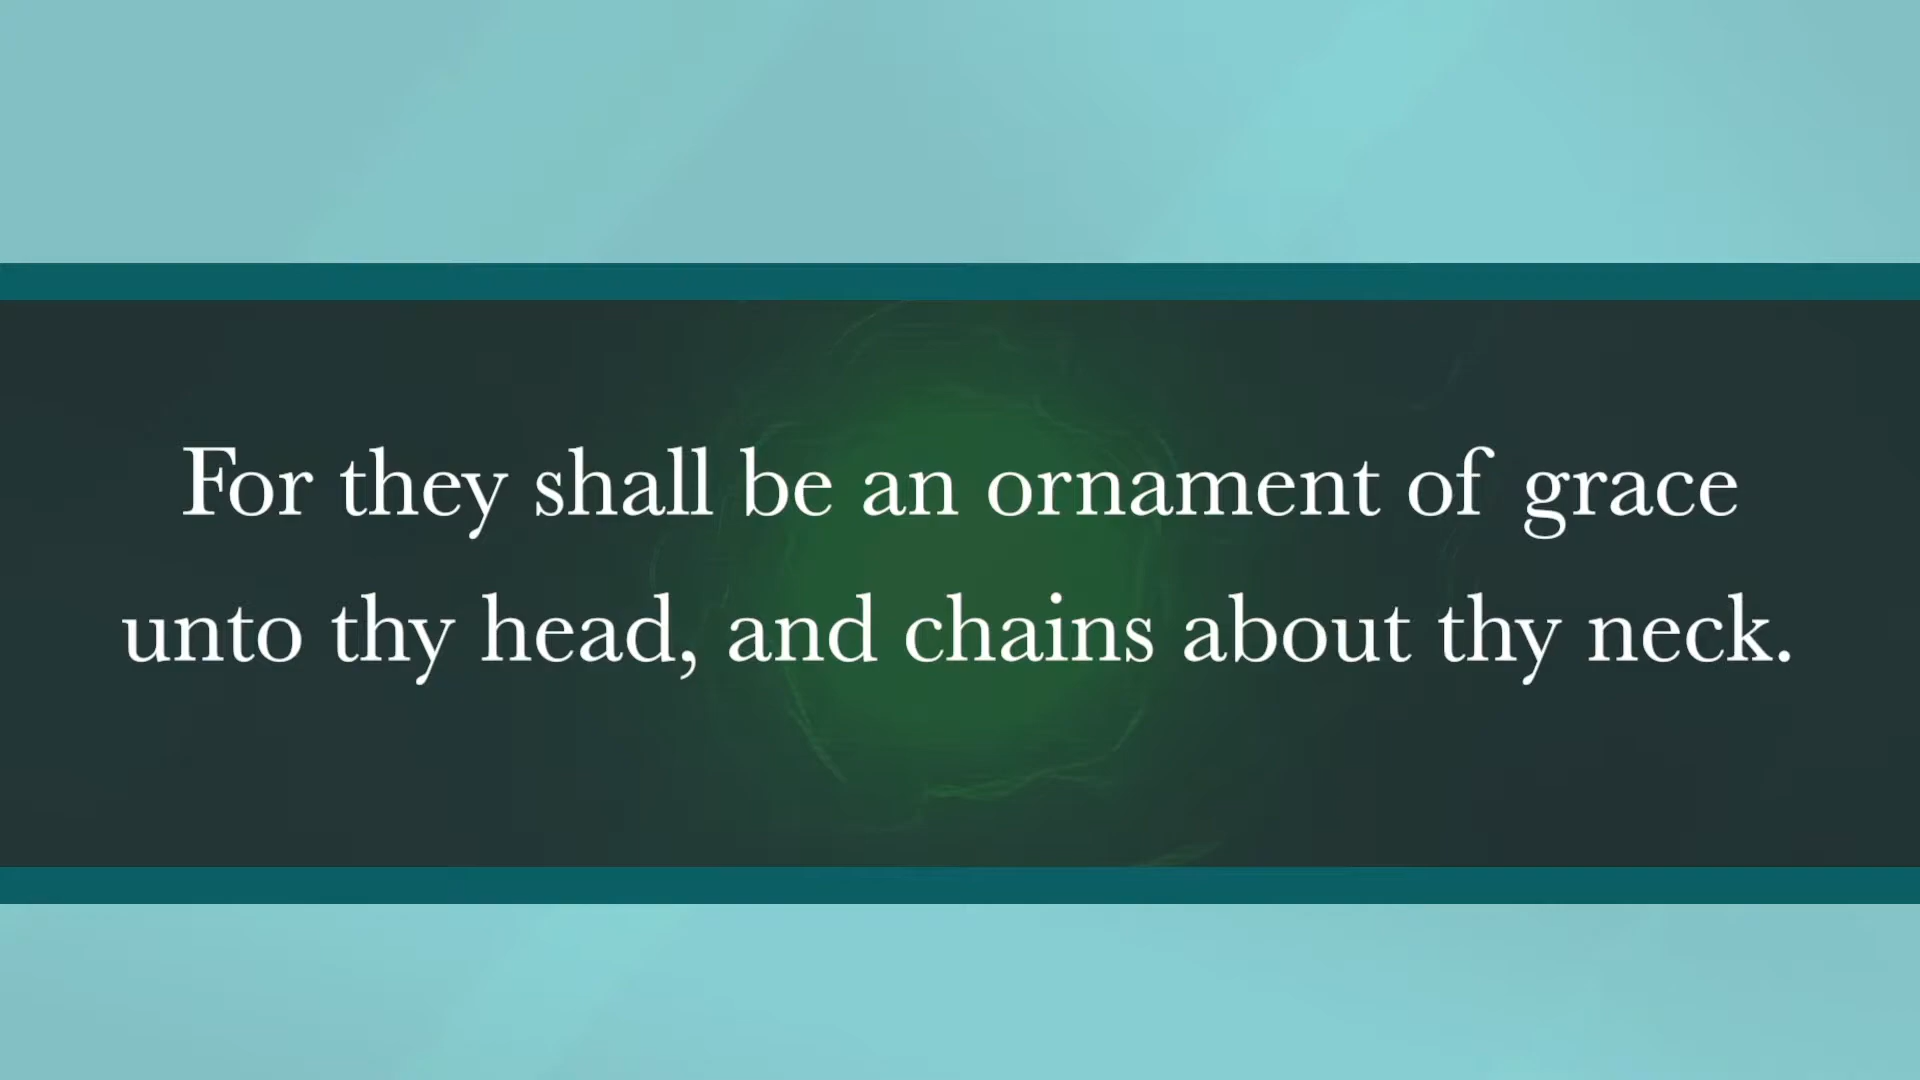 For they shall be an ornament of grace
unto thy head, and chains about thy neck.